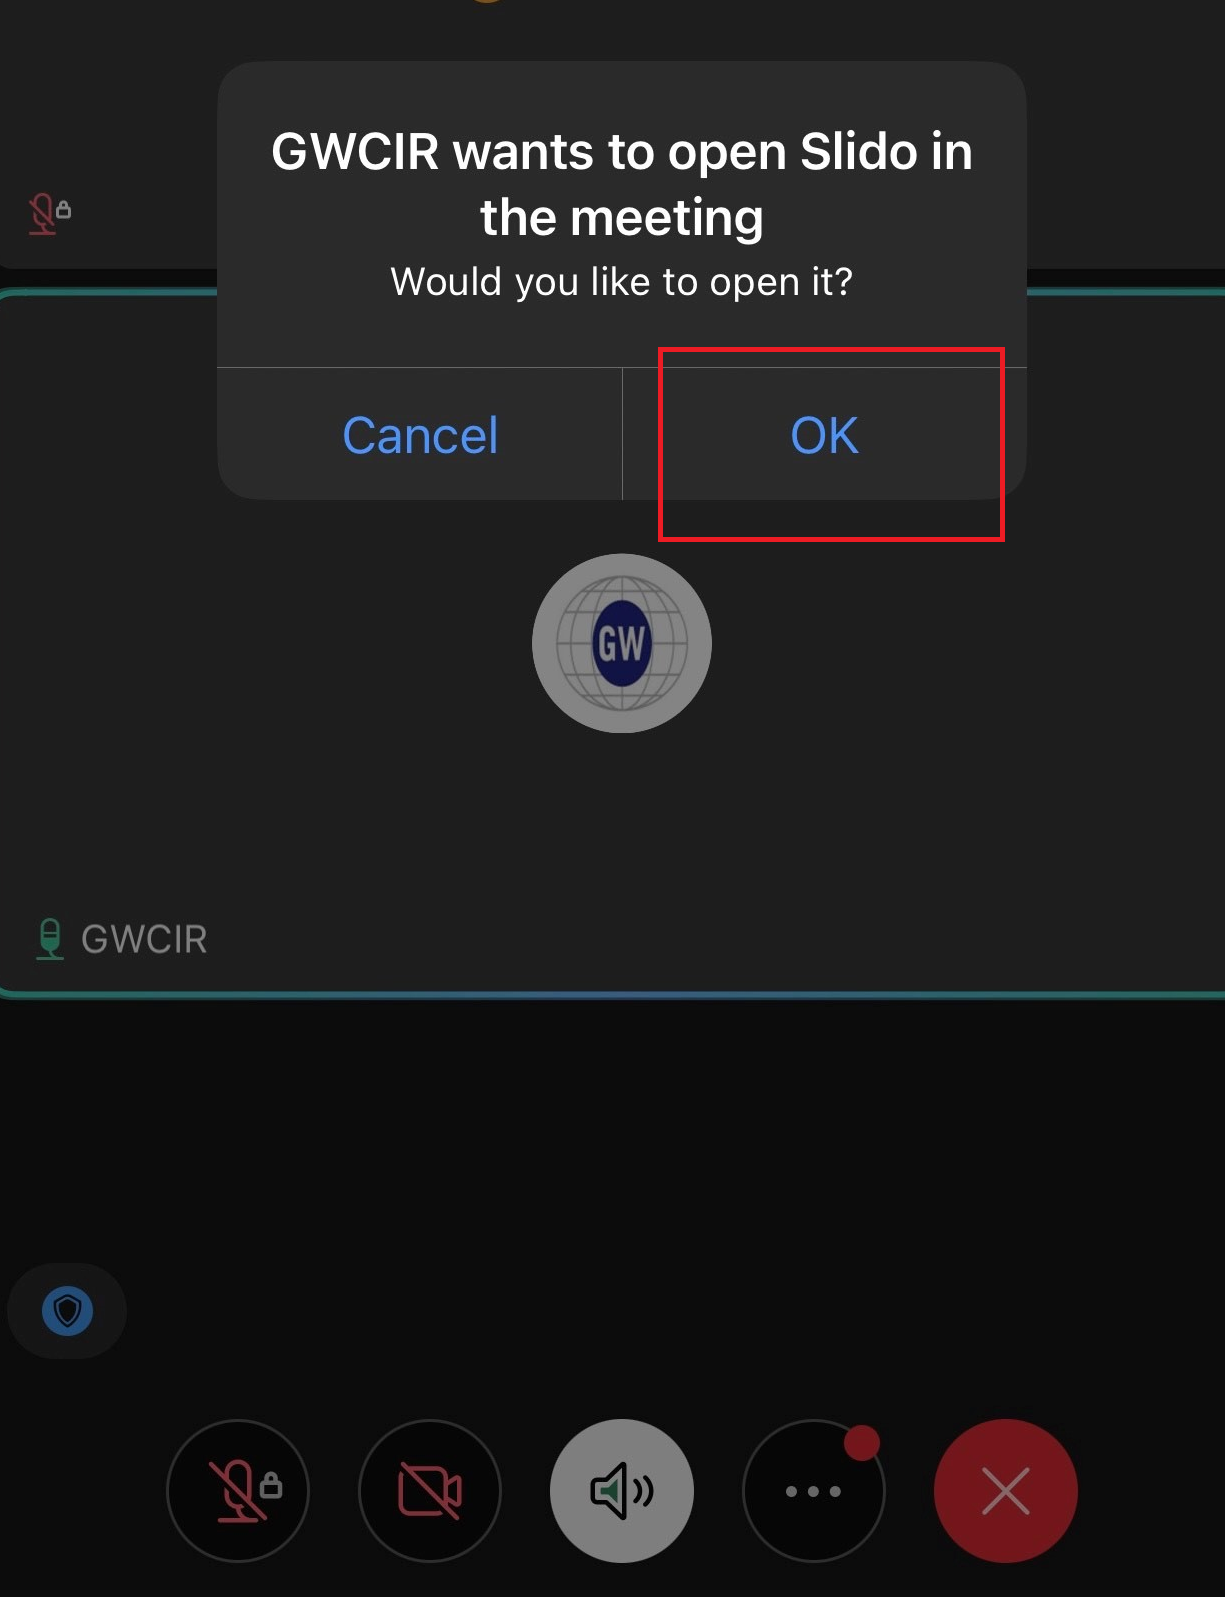 GWCIR wants to open Slido in
the meeting
Would you like to open it?
Cancel
OK
GW
GWCIR